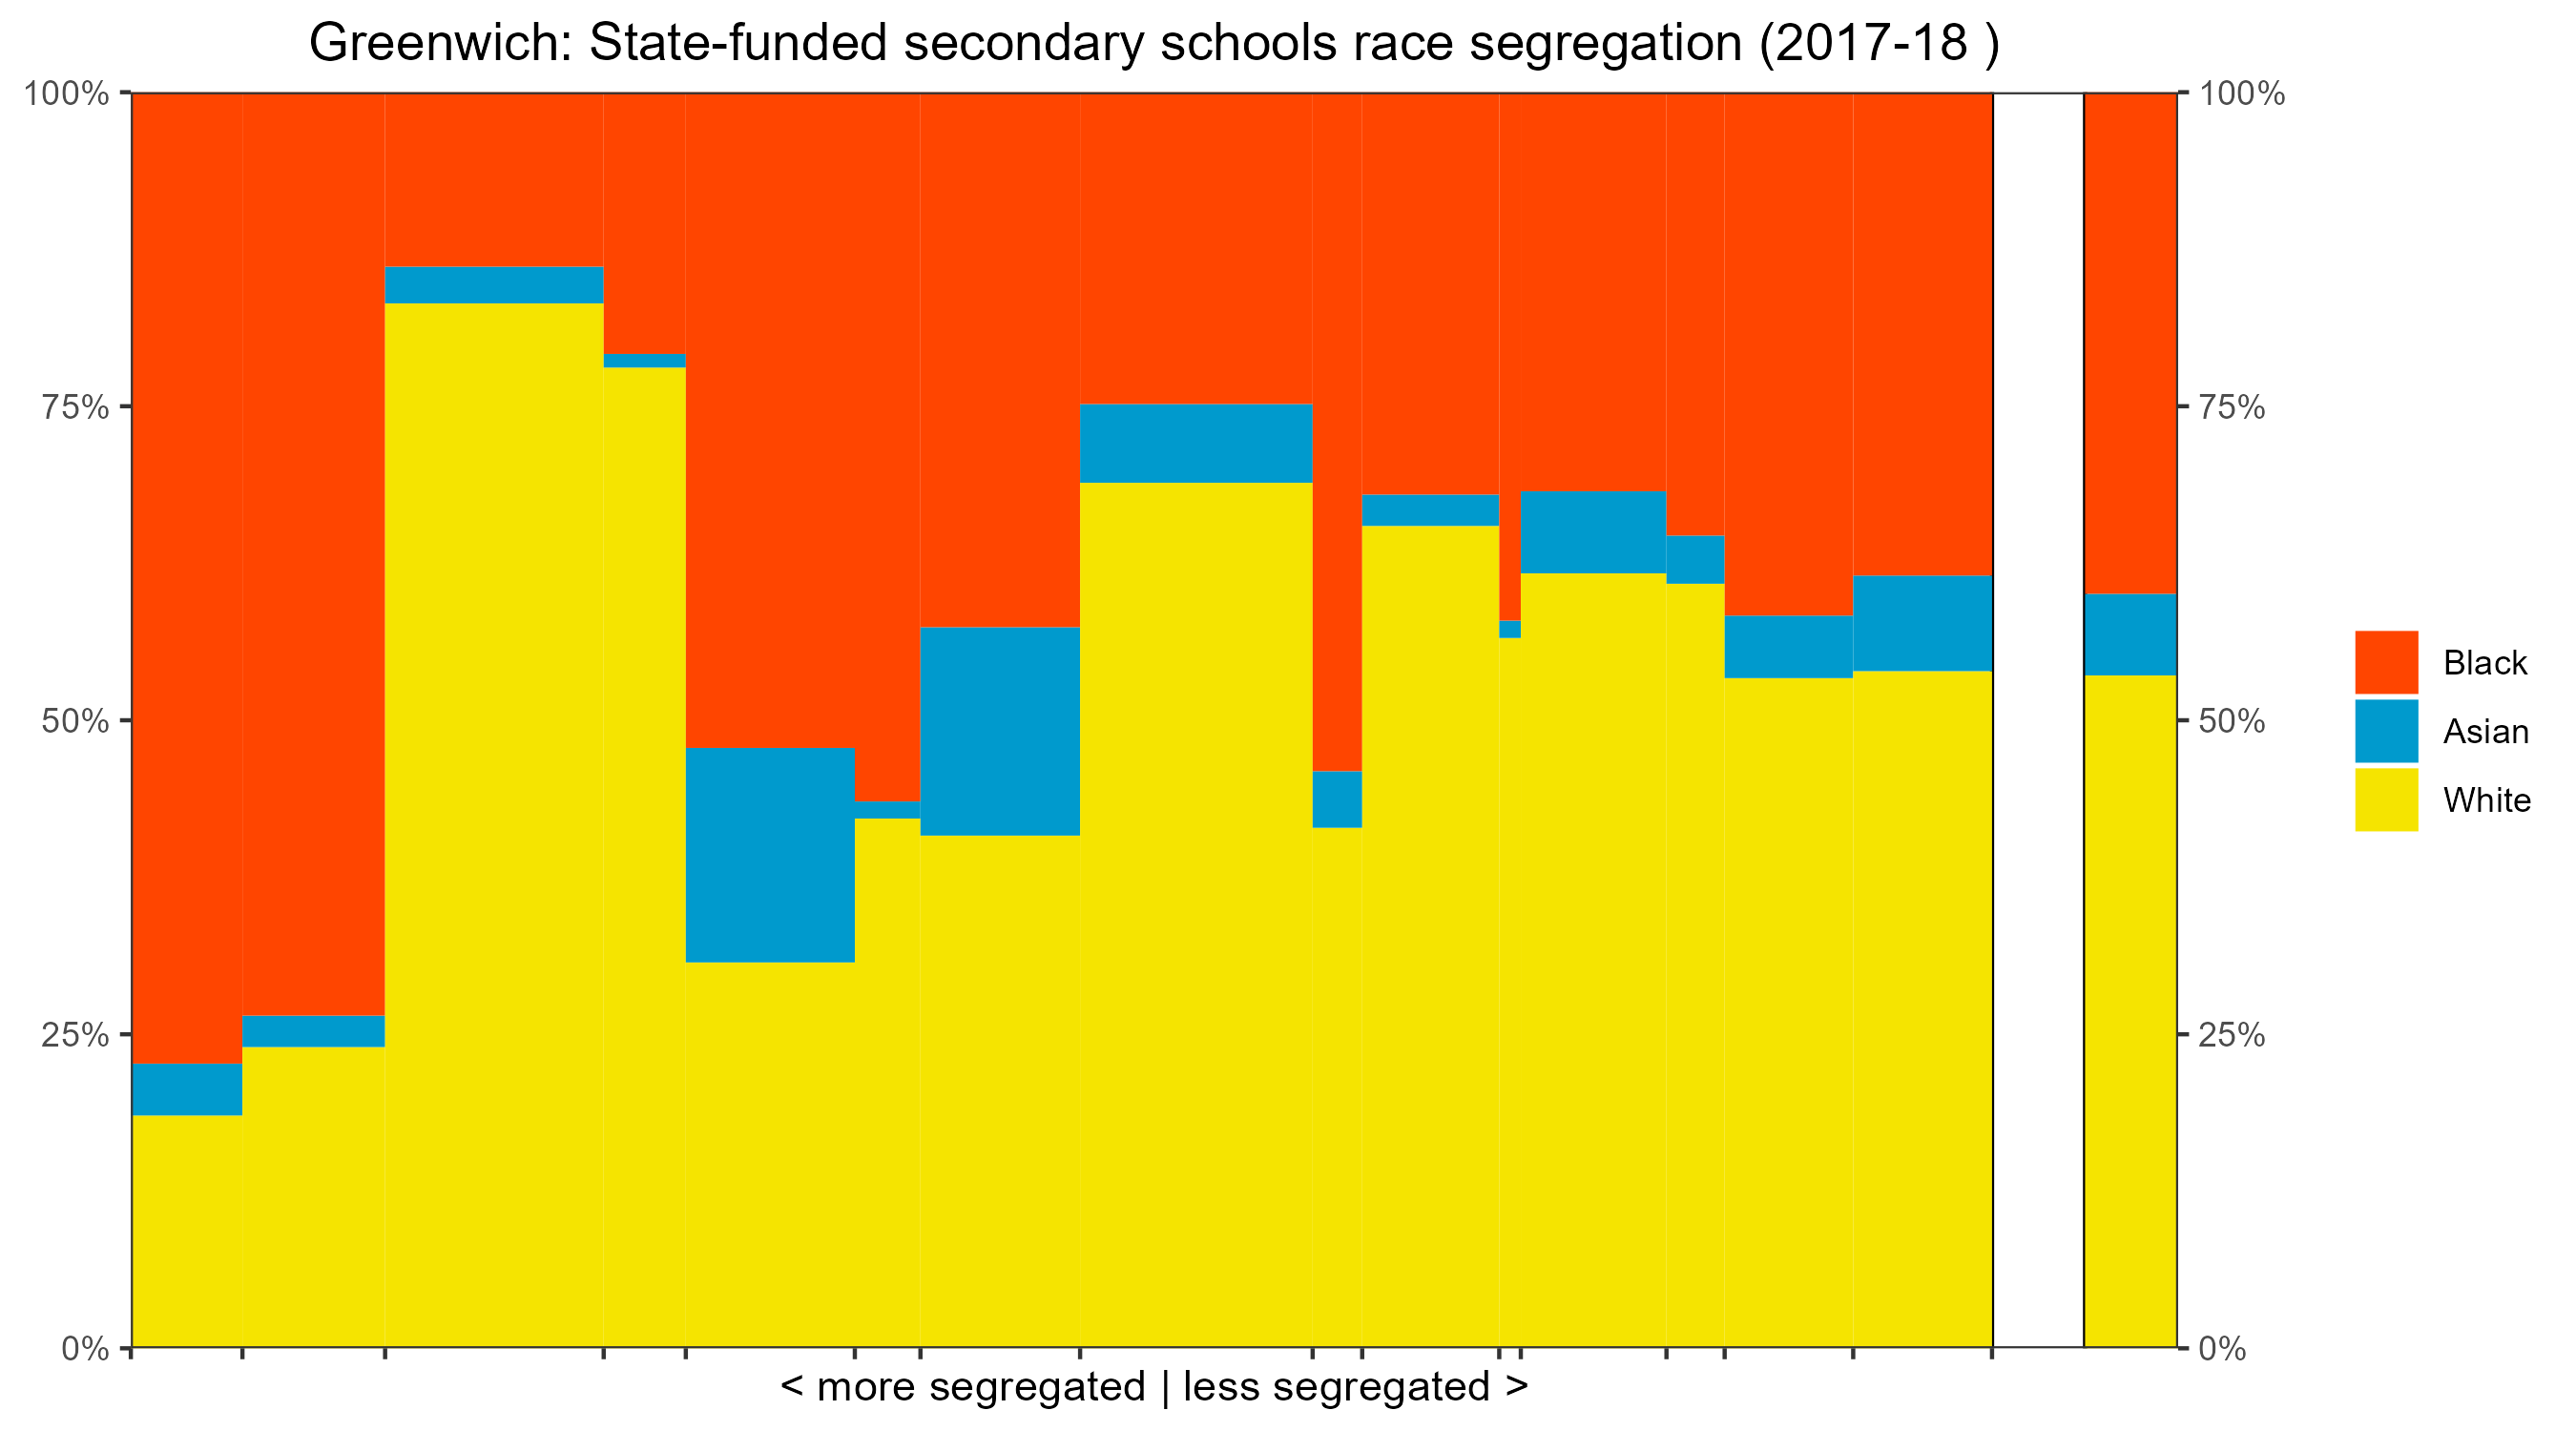 Greenwich: State-funded secondary schools race segregation (2017-18 )
100%
75%
50%
25%
0%
100%
75%
50%
25%
0%
Black
Asian
White
< more segregated | less segregated >